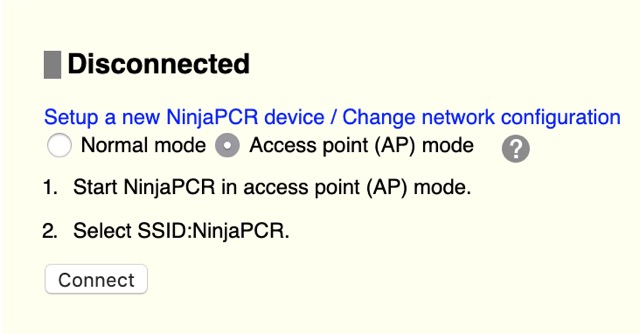 Disconnected
Setup a new NinjaPCR device / Change network configuration
Normal mode Access point (AP) mode ?
1. Start NinjaPCR in access point (AP) mode.
2. Select SSID:NinjaPCR.
Connect